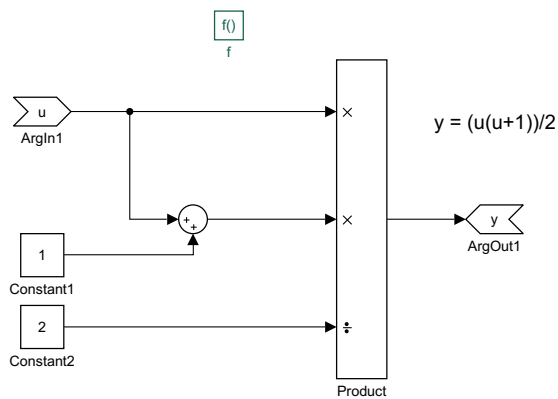 f()
f
u
ArgIn1
×
y = (u(u+1))/2
+
+
×
y
ArgOut1
1
Constant1
2
Constant2
÷
Product